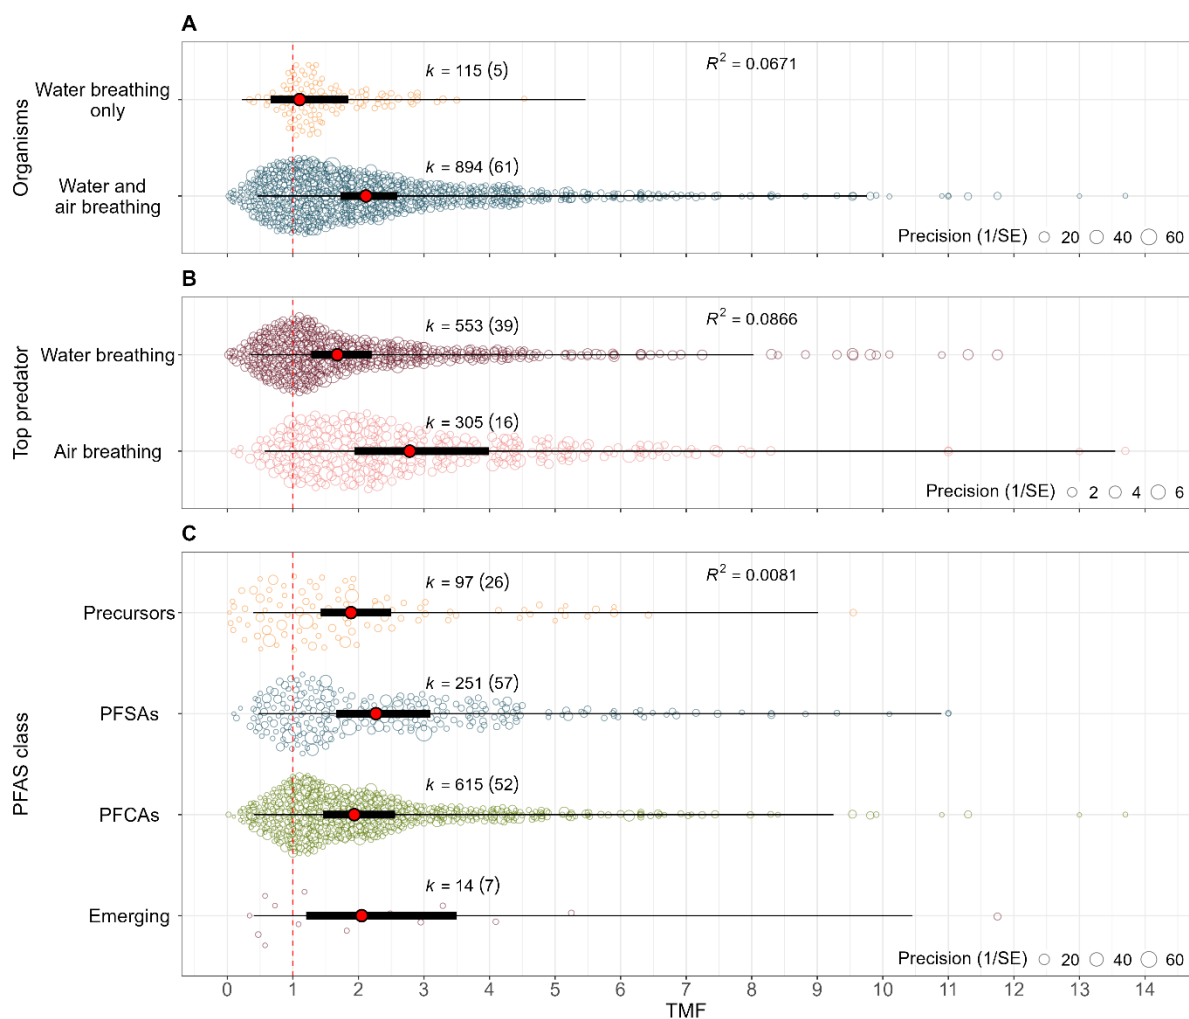 A
Organisms
Water breathing
only
k = 115 (5)
R² = 0.0671
Water and
air breathing
k = 894 (61)
Precision (1/SE) 20 40 60
B
Top predator
Water breathing
k = 553 (39)
R² = 0.0866
Air breathing
k = 305 (16)
Precision (1/SE) 2 4 6
C
PFAS class
Precursors
k = 97 (26)
R² = 0.0081
PFSAs
k = 251 (57)
PFCAs
k = 615 (52)
Emerging
k = 14 (7)
Precision (1/SE) 20 40 60
0 1 2 3 4 5 6 7 8 9 10 11 12 13 14
TMF